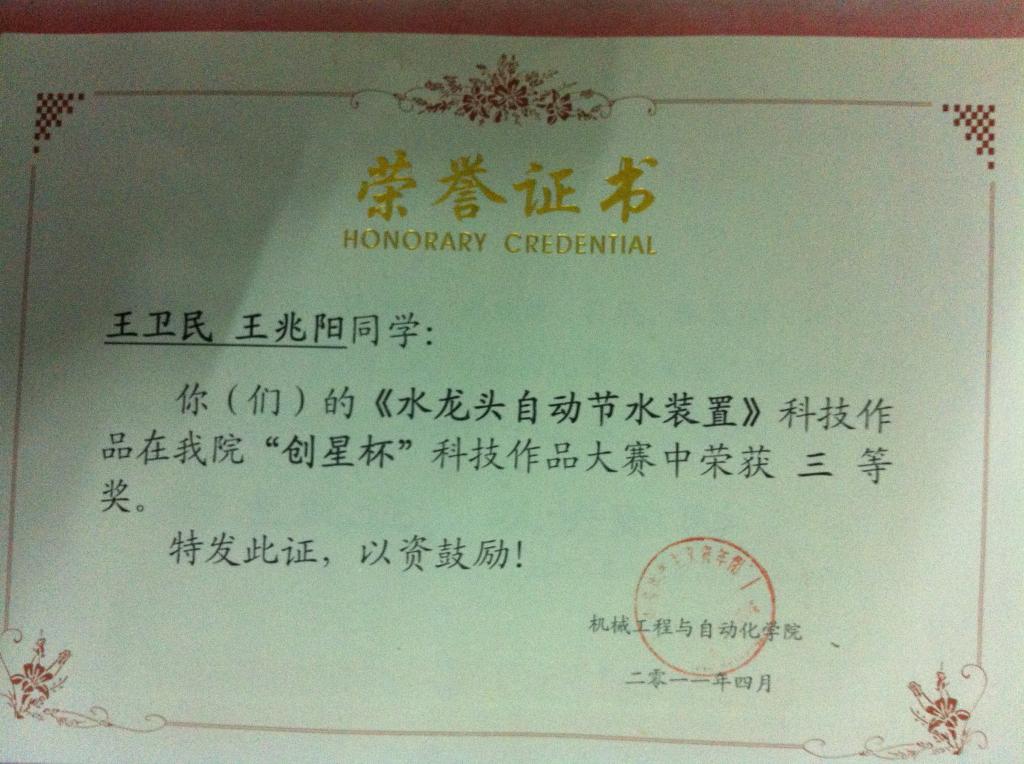 荣誉证书
HONORARY CREDENTIAL
王卫民 王兆阳同学：
你（们）的《水龙头自动节水装置》科技作
品在我院“创星杯”科技作品大赛中荣获 三 等
奖。
特发此证，以资鼓励！
机械工程与自动化学院
二零一一年四月